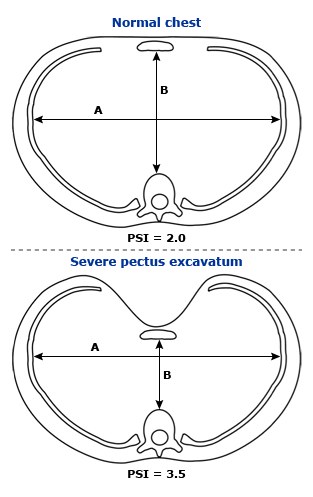 Normal chest
B
A
PSI = 2.0
Severe pectus excavatum
A
B
PSI = 3.5